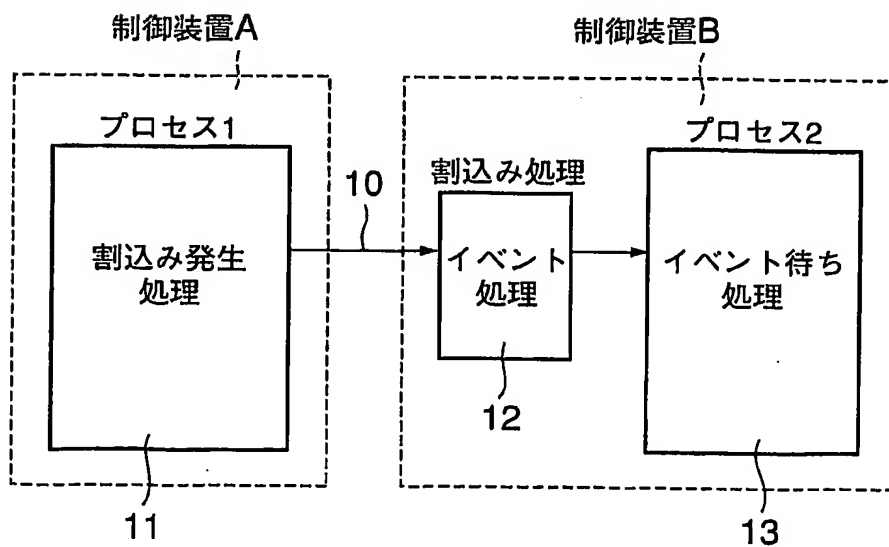 制御装置A
制御装置B
プロセス1
プロセス2
10
割込み処理
割込み発生
処理
イベント
処理
イベント待ち
処理
12
11
13